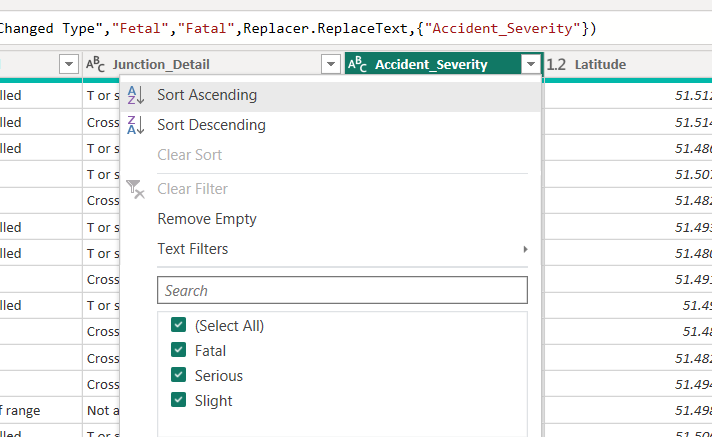 Changed Type","Fetal","Fatal",Replacer.ReplaceText,{"Accident_Severity"})
ABC Junction_Detail ABC Accident_Severity 1.2 Latitude
lled T or s 51.512
Cross 51.514
lled T or s 51.486
T or s 51.507
Cross 51.482
lled T or s 51.493
lled T or s 51.480
Cross 51.491
lled T or s 51.49
Cross 51.48
Cross 51.482
Cross 51.494
f range Not a 51.498
lled T or s 51.506
Sort Ascending
Sort Descending
Clear Sort
Clear Filter
Remove Empty
Text Filters
Search
(Select All)
Fatal
Serious
Slight